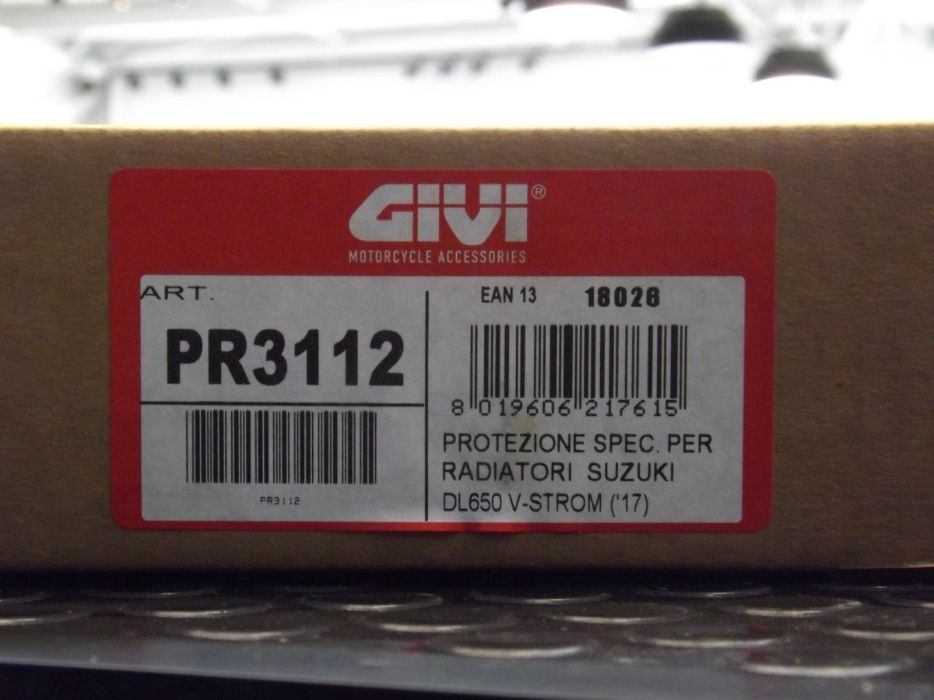 GIVI®
MOTORCYCLE ACCESSORIES
ART.
PR3112
PR3112
EAN 13 18026
8 019606 217615
PROTEZIONE SPEC. PER
RADIATORI SUZUKI
DL650 V-STROM ('17)